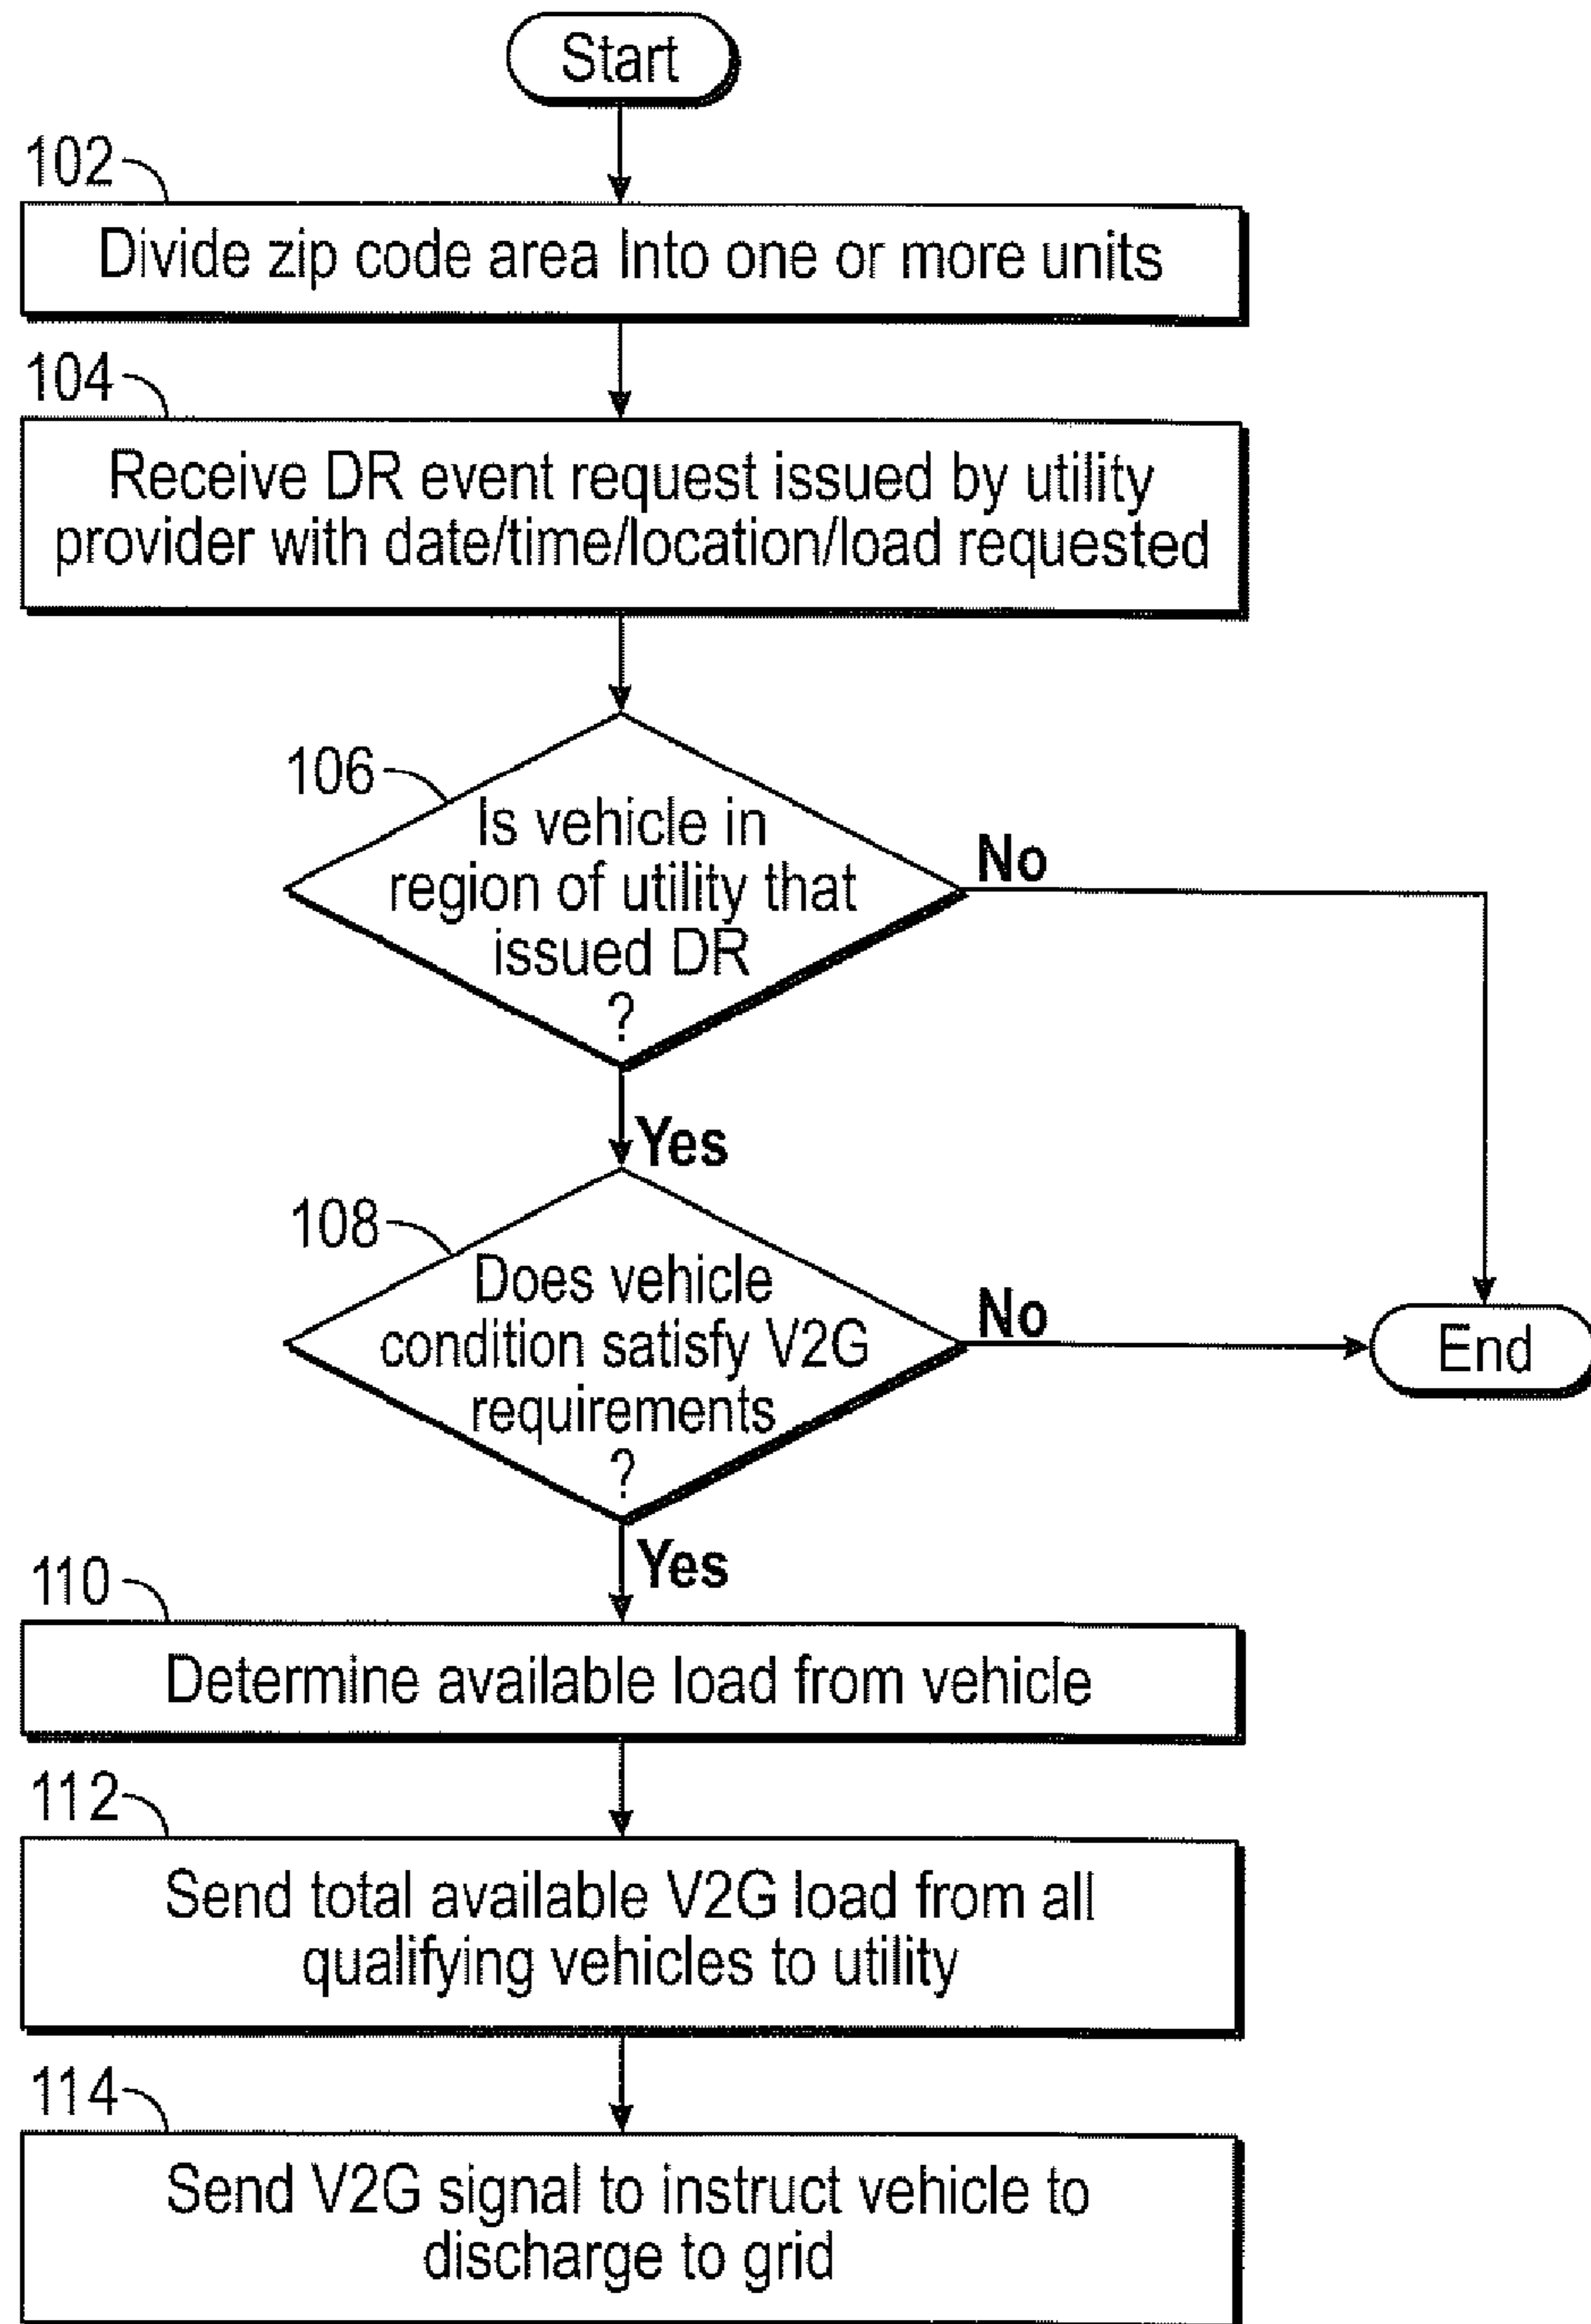 Start
102
Divide zip code area Into one or more units
104
Receive DR event request issued by utility
provider with date/time/location/load requested
106
Is vehicle in
region of utility that
issued DR
?
No
Yes
108
Does vehicle
condition satisfy V2G
requirements
?
No
End
Yes
110
Determine available load from vehicle
112
Send total available V2G load from all
qualifying vehicles to utility
114
Send V2G signal to instruct vehicle to
discharge to grid